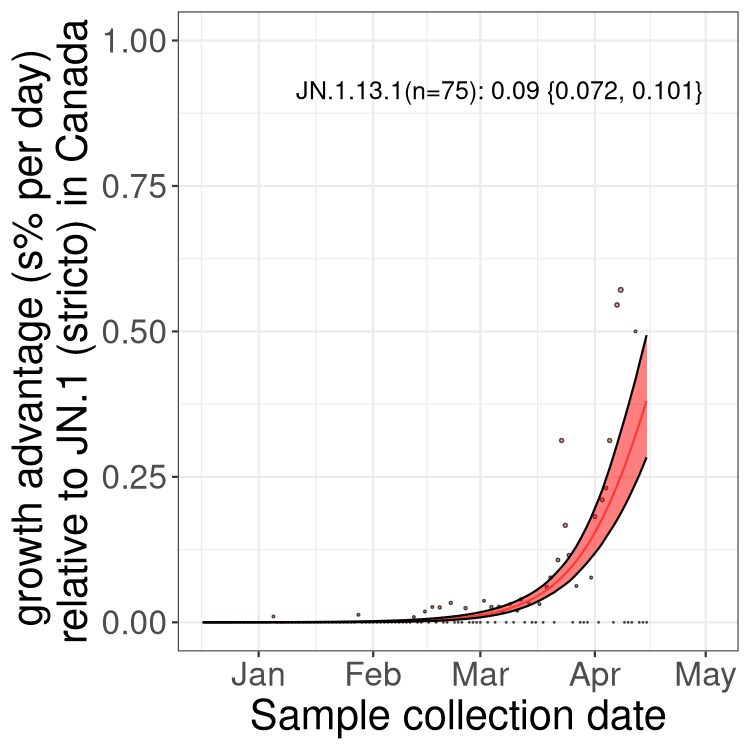 growth advantage (s% per day)
relative to JN.1 (stricto) in Canada
1.00
0.75
0.50
0.25
0.00
JN.1.13.1(n=75): 0.09 {0.072, 0.101}
Jan Feb Mar Apr May
Sample collection date